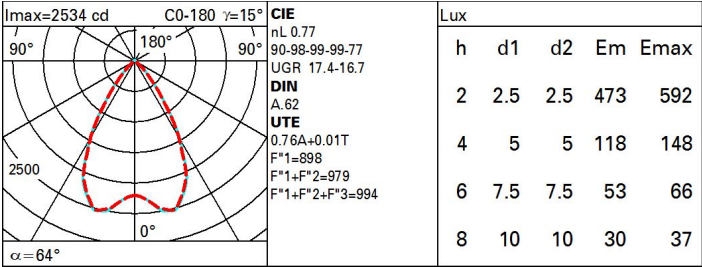 Imax=2534 cd C0-180 γ=15°
90° 180° 90°
2500
0°
α=64°
CIE
nL 0.77
90-98-99-99-77
UGR 17.4-16.7
DIN
A.62
UTE
0.76A+0.01T
F"1=898
F"1+F"2=979
F"1+F"2+F"3=994
Lux
h d1 d2 Em Emax
2 2.5 2.5 473 592
4 5 5 118 148
6 7.5 7.5 53 66
8 10 10 30 37